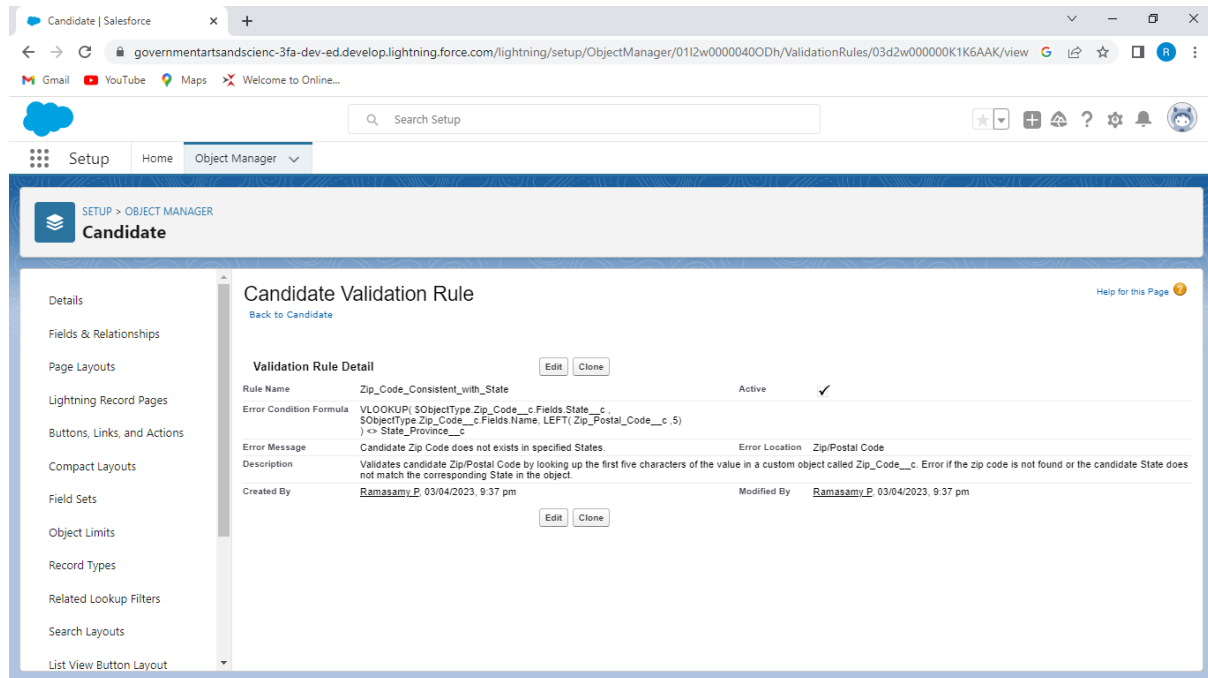 Candidate | Salesforce
governmentartsandscienc-3fa-dev-ed.develop.lightning.force.com/lightning/setup/ObjectManager/01I2w0000040ODh/ValidationRules/03d2w000000K1K6AAK/view
R
Gmail YouTube Maps Welcome to Online...
Search Setup
Setup Home Object Manager
SETUP > OBJECT MANAGER
Candidate
Details
Fields & Relationships
Page Layouts
Lightning Record Pages
Buttons, Links, and Actions
Compact Layouts
Field Sets
Object Limits
Record Types
Related Lookup Filters
Search Layouts
List View Button Layout
Candidate Validation Rule
Help for this Page
Back to Candidate
Validation Rule Detail Edit Clone
Rule Name Zip_Code_Consistent_with_State Active
Error Condition Formula VLOOKUP( $ObjectType.Zip_Code__c.Fields.State__c ,
$ObjectType.Zip_Code__c.Fields.Name, LEFT( Zip_Postal_Code__c ,5)
) <> State_Province__c
Error Message Candidate Zip Code does not exists in specified States. Error Location Zip/Postal Code
Description Validates candidate Zip/Postal Code by looking up the first five characters of the value in a custom object called Zip_Code__c. Error if the zip code is not found or the candidate State does
not match the corresponding State in the object.
Created By Ramasamy P, 03/04/2023, 9:37 pm Modified By Ramasamy P, 03/04/2023, 9:37 pm
Edit Clone